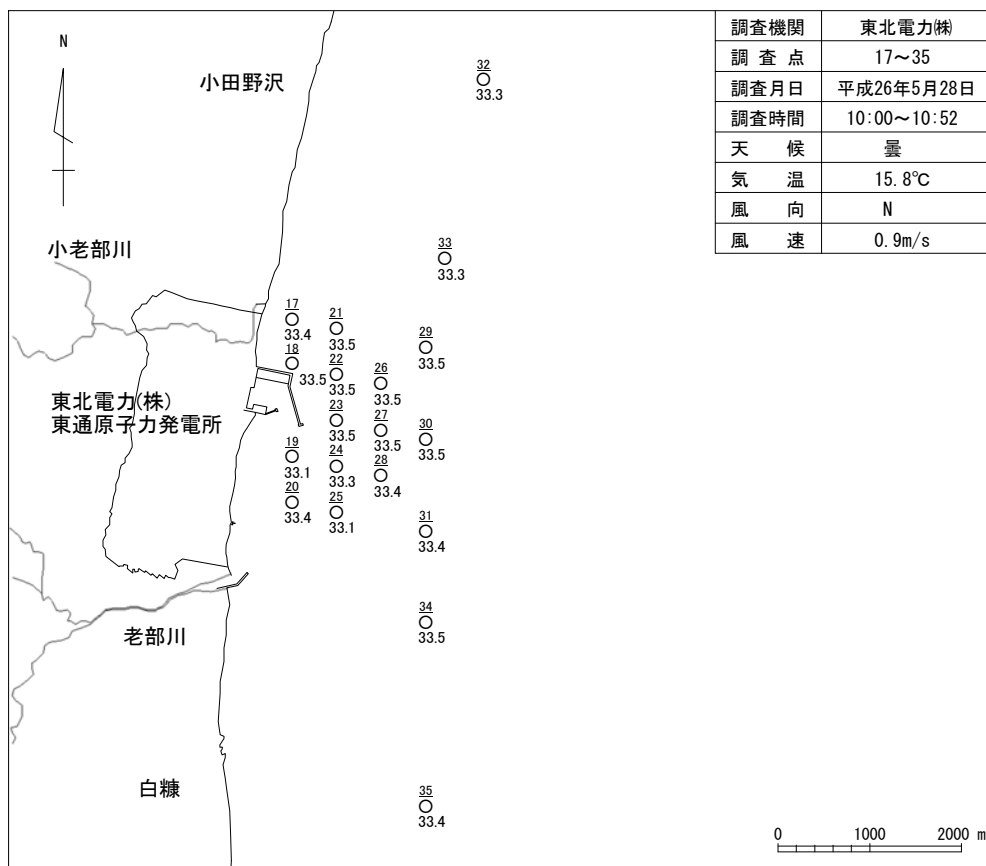 調査機関 東北電力㈱
調査点 17～35
調査月日 平成26年5月28日
調査時間 10:00～10:52
天候 曇
気温 15.8℃
風向 N
風速 0.9m/s
N
小田野沢
32
33.3
小老部川
33
33.3
17
33.4
21
33.5
18
33.5
22
33.5
29
33.5
26
33.5
東北電力(株)
東通原子力発電所
23
33.5
27
33.5
30
33.5
19
33.1
24
33.3
28
33.4
20
33.4
25
33.1
31
33.4
34
33.5
老部川
白糠
35
33.4
0 1000 2000 m